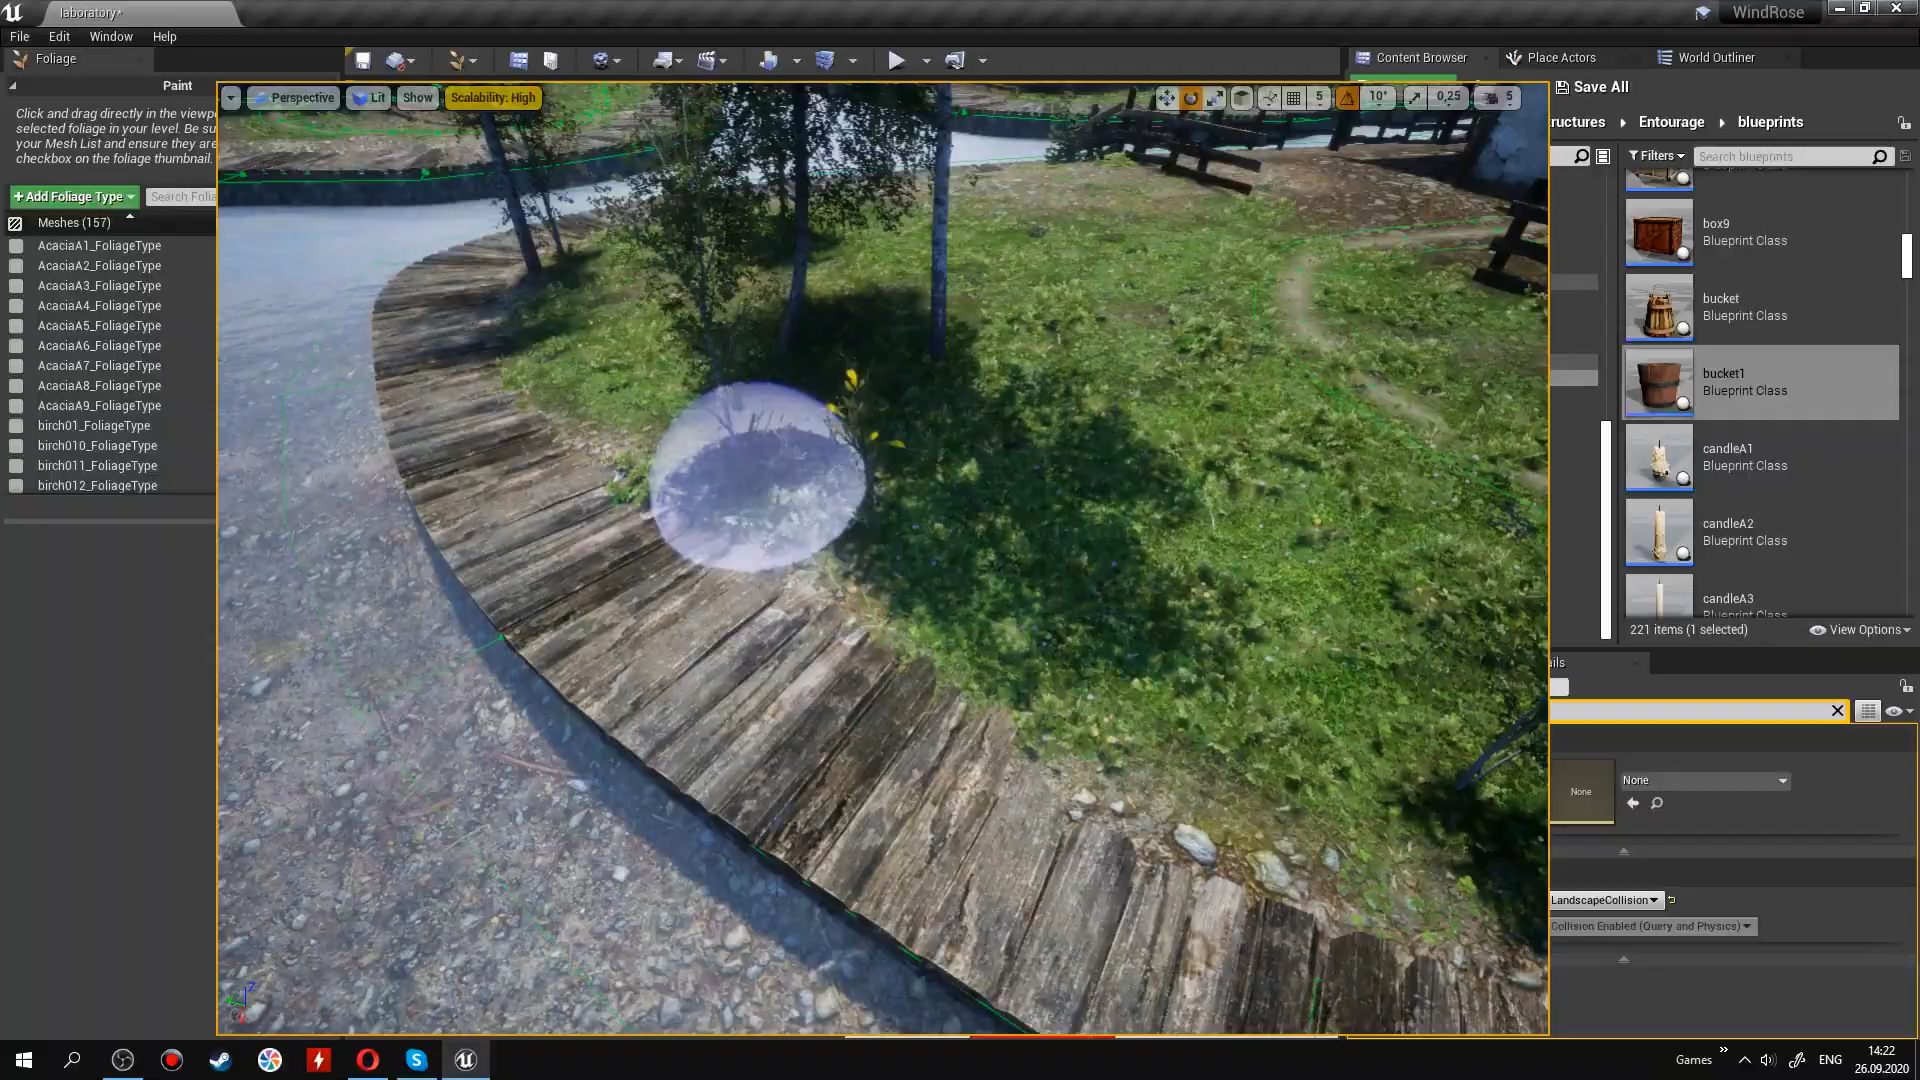 laboratory*
WindRose
File Edit Window Help
Foliage
Content Browser
Place Actors
World Outliner
Paint
Save All
Click and drag directly in the viewp
selected foliage in your level. Be su
your Mesh List and ensure they are
checkbox on the foliage thumbnail.
Perspective Lit Show Scalability: High
5 10° 0,25 5
ructures Entourage blueprints
Filters Search blueprints
+Add Foliage Type Search Folia
Meshes (157)
AcaciaA1_FoliageType
AcaciaA2_FoliageType
AcaciaA3_FoliageType
AcaciaA4_FoliageType
AcaciaA5_FoliageType
AcaciaA6_FoliageType
AcaciaA7_FoliageType
AcaciaA8_FoliageType
AcaciaA9_FoliageType
birch01_FoliageType
birch010_FoliageType
birch011_FoliageType
birch012_FoliageType
box9
Blueprint Class
bucket
Blueprint Class
bucket1
Blueprint Class
candleA1
Blueprint Class
candleA2
Blueprint Class
candleA3
Blueprint Class
221 items (1 selected) View Options
ails
None
None
LandscapeCollision
Collision Enabled (Query and Physics)
Z
Games
ENG
14:22
26.09.2020